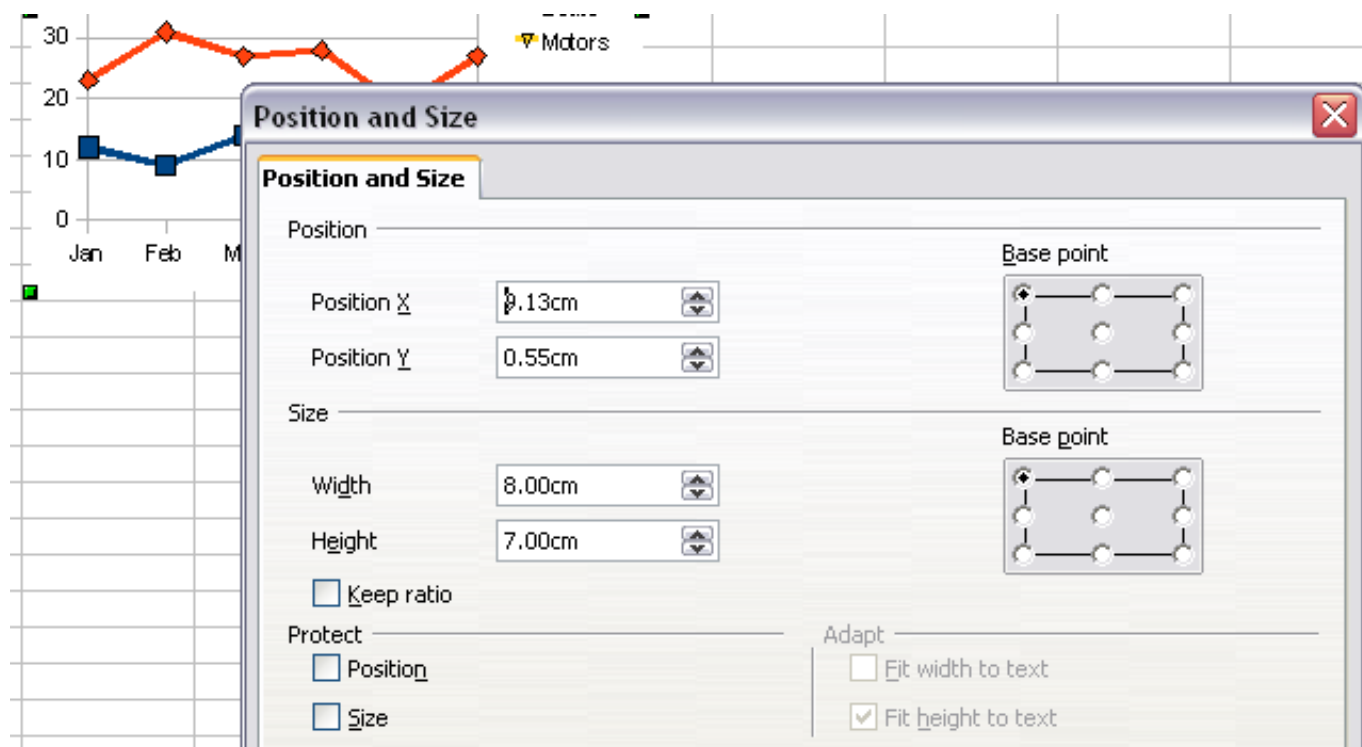 30
Motors
20
10
0
Jan Feb M
Position and Size
Position and Size
Position
Base point
Position X 9.13cm
Position Y 0.55cm
Size
Base point
Width 8.00cm
Height 7.00cm
Keep ratio
Protect
Adapt
Position
Fit width to text
Size
Fit height to text